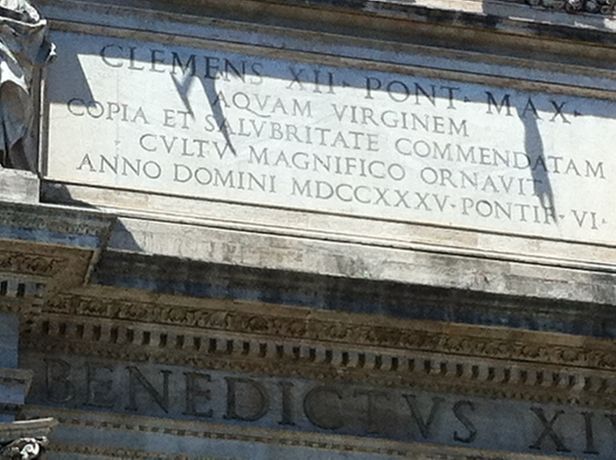 CLEMENS XII · PONT · MAX ·
AQVAM VIRGINEM
COPIA ET SALVBRITATE COMMENDATAM
CVLTV MAGNIFICO ORNAVIT
ANNO DOMINI MDCCXXXV · PONTIF · VI ·
BENEDICTVS XI